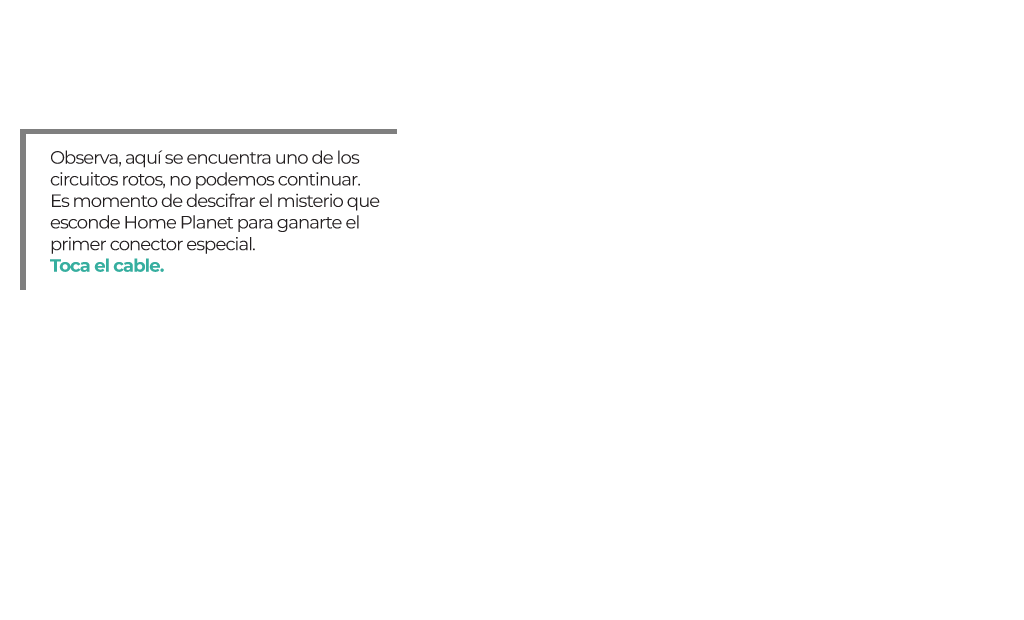 Observa, aquí se encuentra uno de los
circuitos rotos, no podemos continuar.
Es momento de descifrar el misterio que
esconde Home Planet para ganarte el
primer conector especial.
Toca el cable.